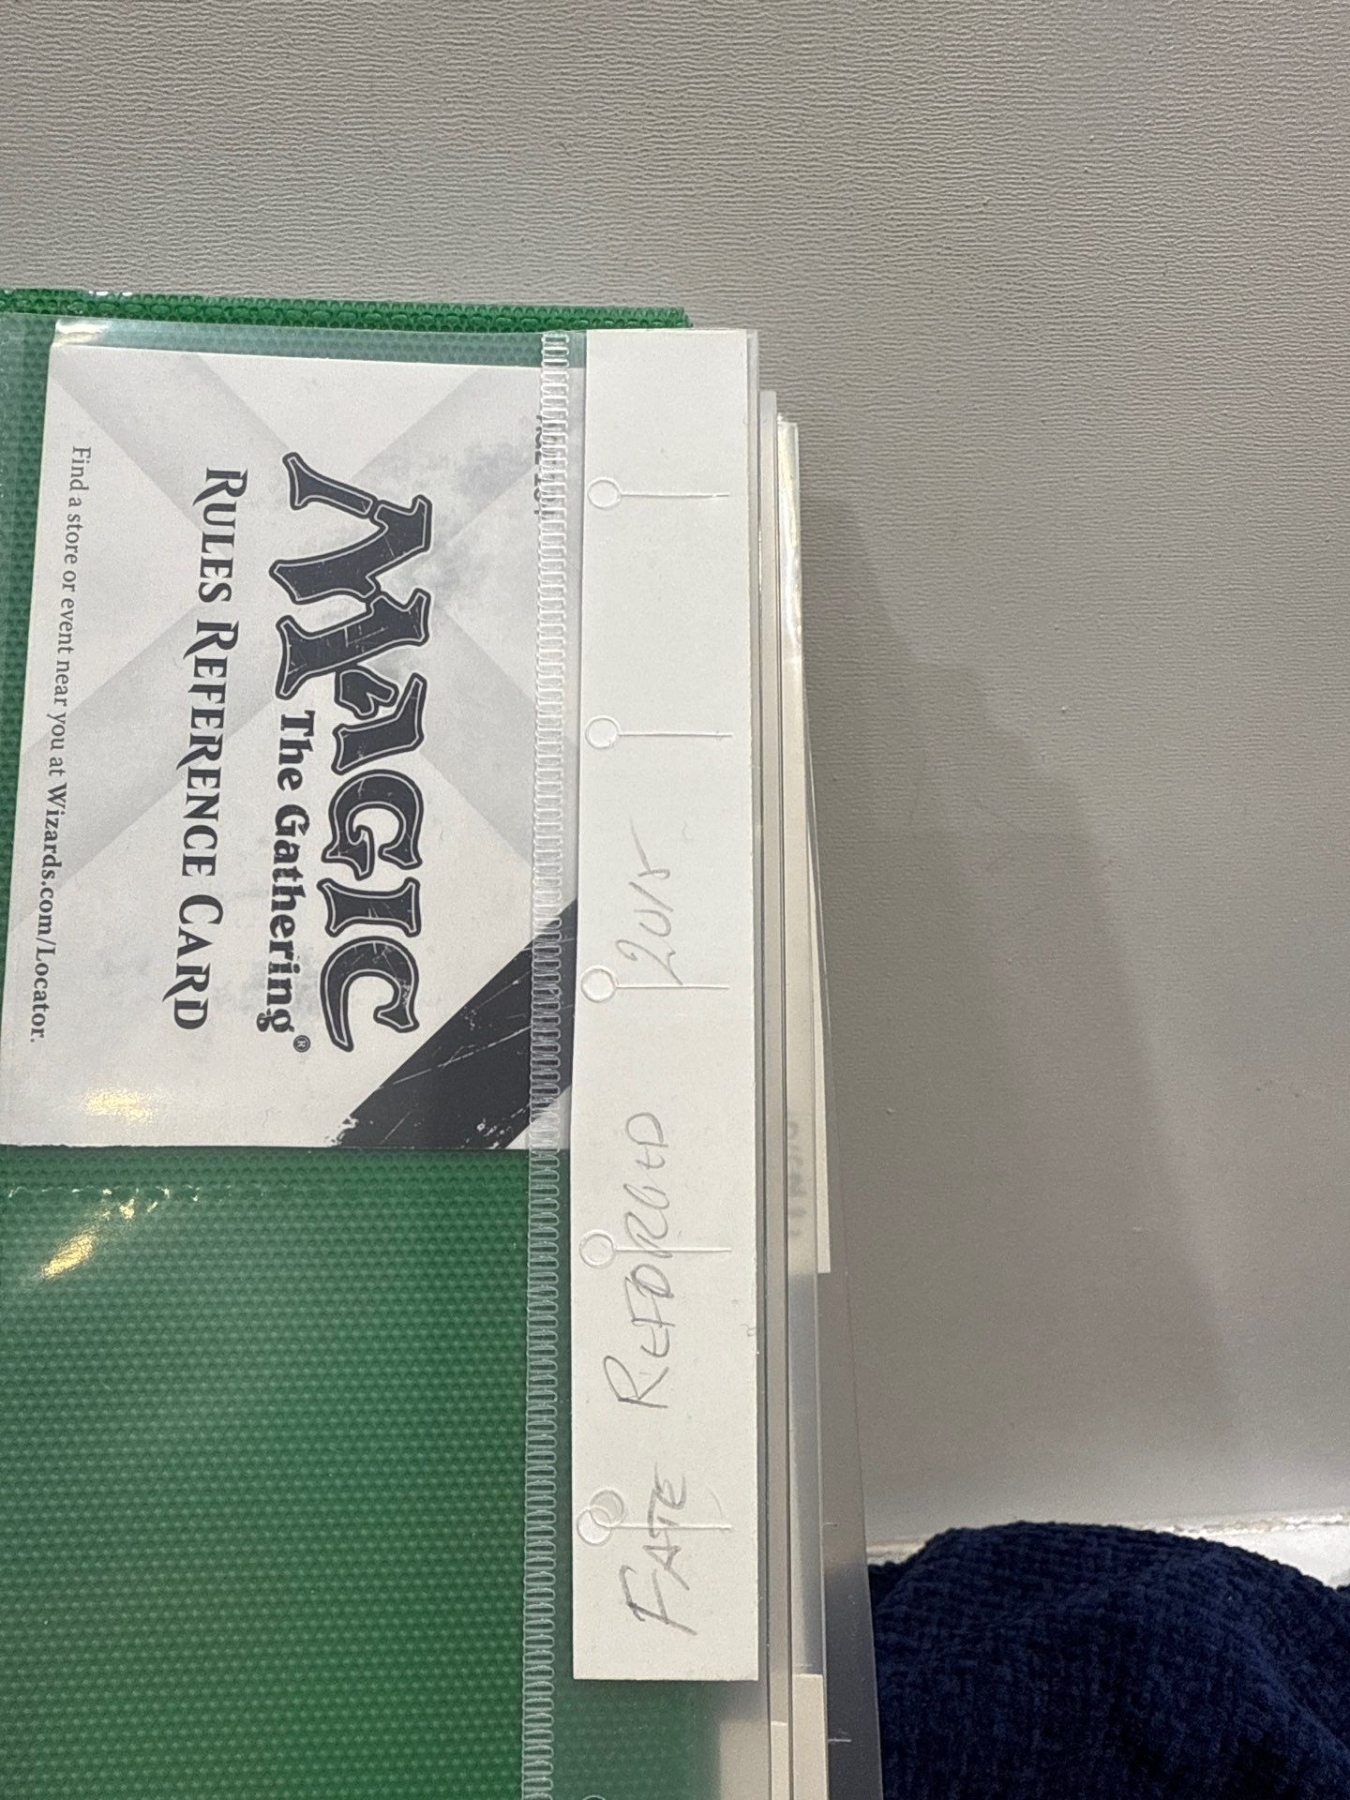 MAGIC
The Gathering®
RULES REFERENCE CARD
Find a store or event near you at Wizards.com/Locator.
FATE REFORGED 2015